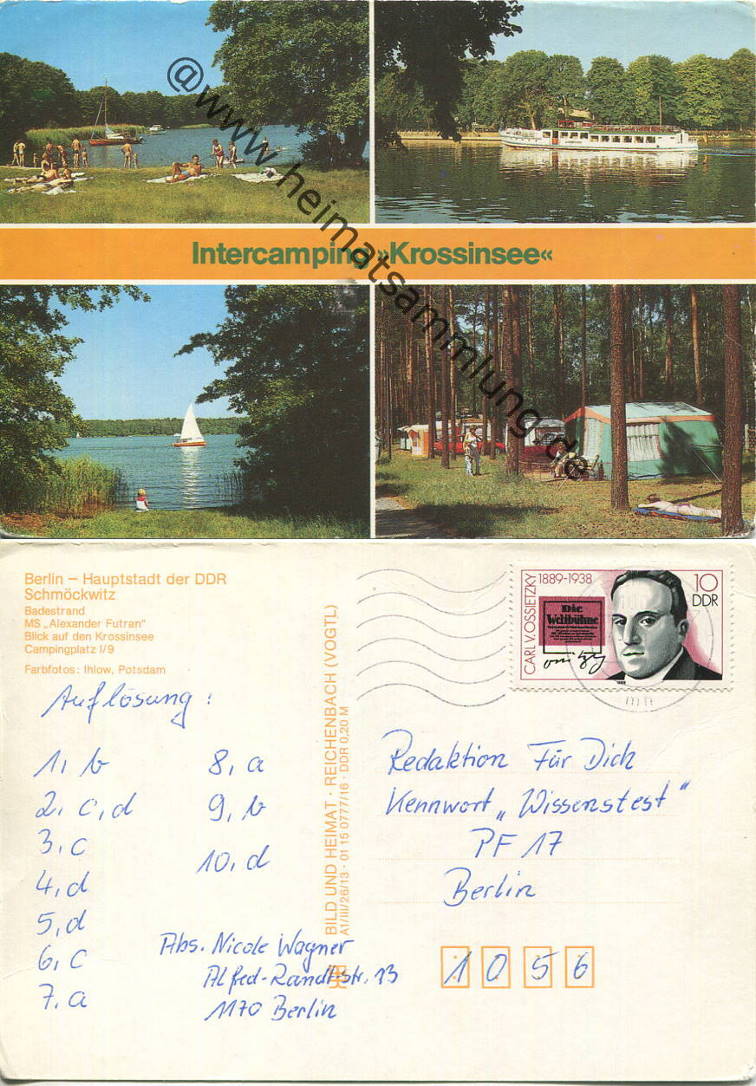 @www.heimatsammlung.de
Intercamping »Krossinsee«
Berlin – Hauptstadt der DDR
Schmöckwitz
Badestrand
MS „Alexander Futran“
Blick auf den Krossinsee
Campingplatz I/9
Farbfotos: Ihlow, Potsdam
Auflösung:
1, b
2, c, d
3, c
4, d
5, d
6, c
7, a
8, a
9, b
10, d
Abs. Nicole Wagner
Alfed-Randt-str. 13
1170 Berlin
BILD UND HEIMAT · REICHENBACH (VOGTL)
A1/III/26/13 · 01 15 0777/16 · DDR 0,20 M
CARL V. OSSIETZKY 1889-1938
Die
Weltbühne
10
DDR
Redaktion Für Dich
Kennwort „Wissenstest“
PF 17
Berlin
1056